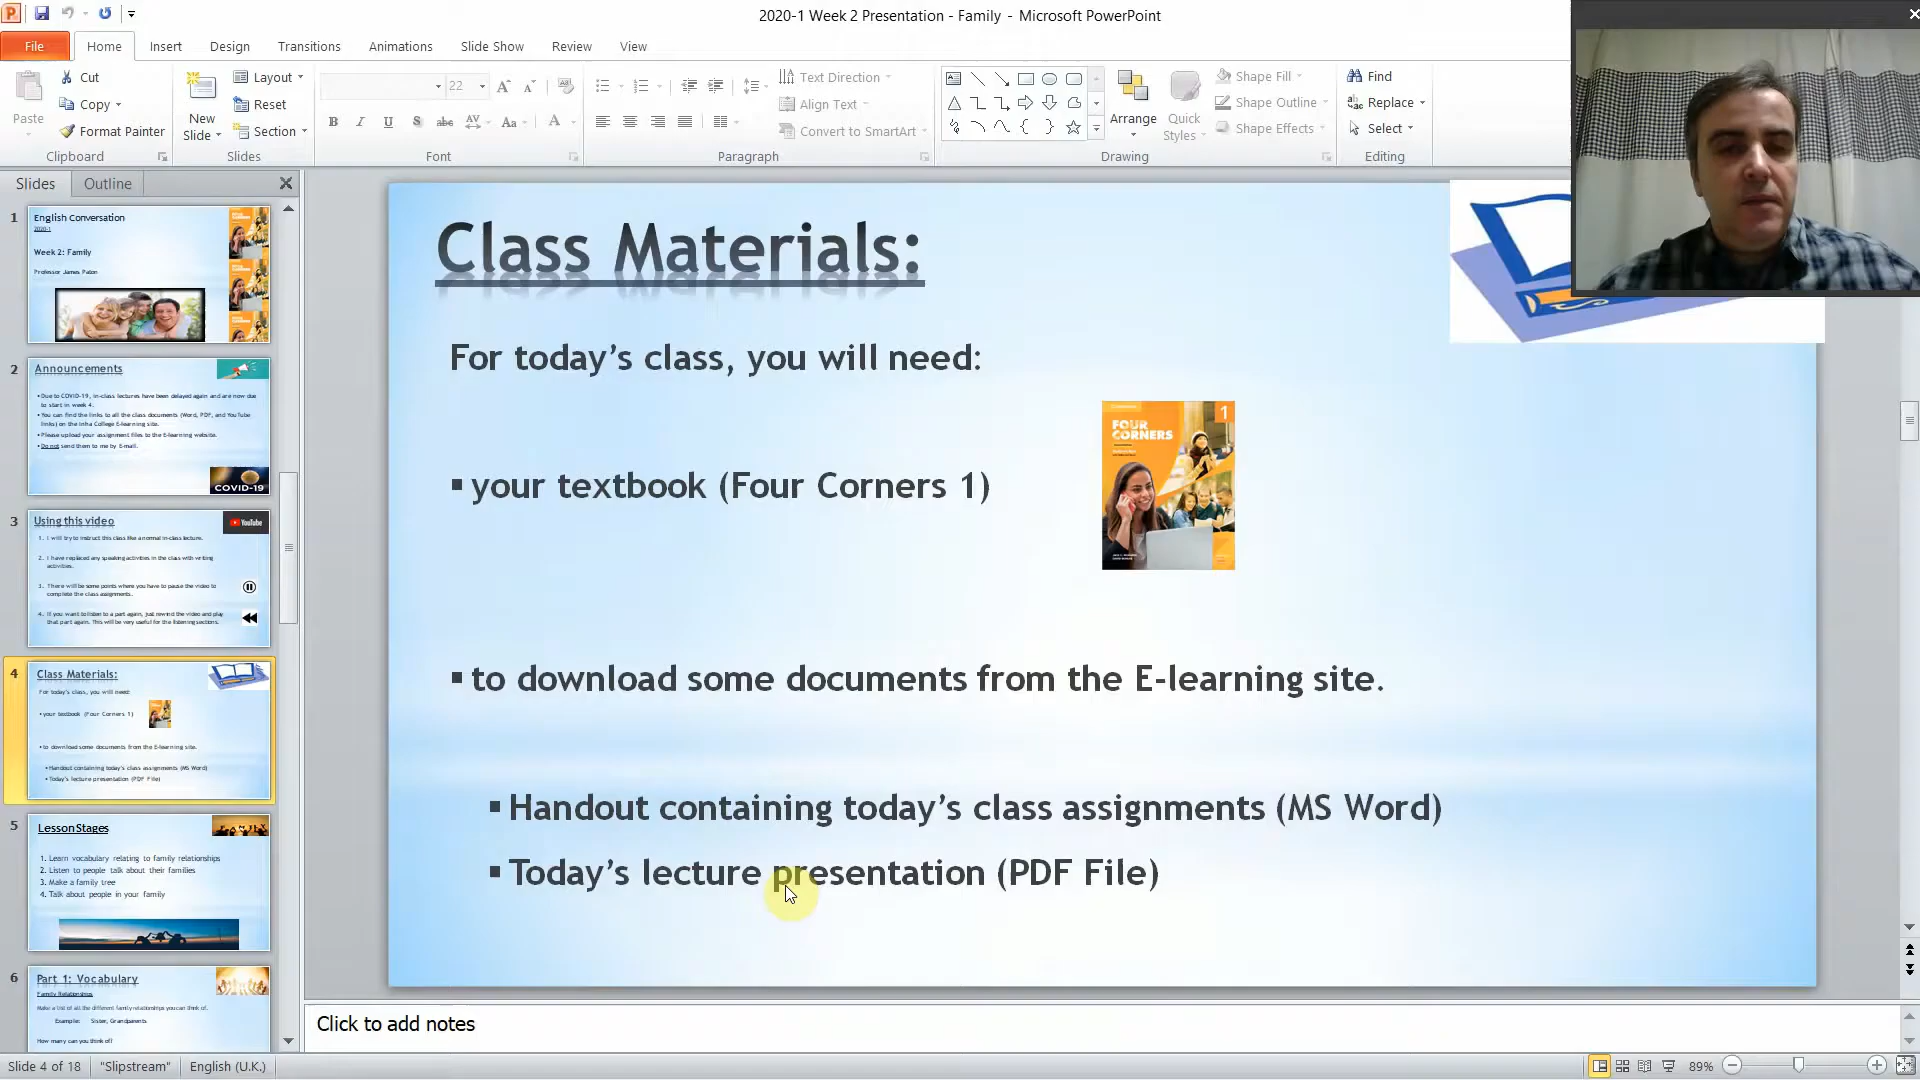 2020-1 Week 2 Presentation - Family - Microsoft PowerPoint
File
Home
Insert
Design
Transitions
Animations
Slide Show
Review
View
Paste
Cut
Copy
Format Painter
Clipboard
New Slide
Layout
Reset
Section
Slides
22
Font
Text Direction
Align Text
Convert to SmartArt
Paragraph
Arrange
Quick Styles
Shape Fill
Shape Outline
Shape Effects
Drawing
Find
Replace
Select
Editing
Slides
Outline
1
English Conversation
2020-1
Week 2: Family
Professor James Paton
2
Announcements
• Due to COVID-19, in-class lectures have been delayed again and are now due to start in week 4.
• You can find the links to all the class documents (Word, PDF, and YouTube links) on the Inha College E-learning site.
• Please upload your assignment files to the E-learning website.
• Do not send them to me by E-mail.
COVID-19
3
Using this video
YouTube
1. I will try to instruct this class like a normal in-class lecture.
2. I have replaced any speaking activities in the class with writing activities.
3. There will be some points where you have to pause the video to complete the class assignments.
4. If you want to listen to a part again, just rewind the video and play that part again. This will be very useful for the listening sections.
4
Class Materials:
For today's class, you will need:
• your textbook (Four Corners 1)
• to download some documents from the E-learning site.
• Handout containing today's class assignments (MS Word)
• Today's lecture presentation (PDF File)
5
Lesson Stages
1. Learn vocabulary relating to family relationships
2. Listen to people talk about their families
3. Make a family tree
4. Talk about people in your family
6
Part 1: Vocabulary
Family Relationships
Make a list of all the different family relationships you can think of.
Example: Sister, Grandparents
How many can you think of?
Class Materials:
For today's class, you will need:
▪ your textbook (Four Corners 1)
FOUR CORNERS
1
▪ to download some documents from the E-learning site.
▪ Handout containing today's class assignments (MS Word)
▪ Today's lecture presentation (PDF File)
Click to add notes
Slide 4 of 18
"Slipstream"
English (U.K.)
89%